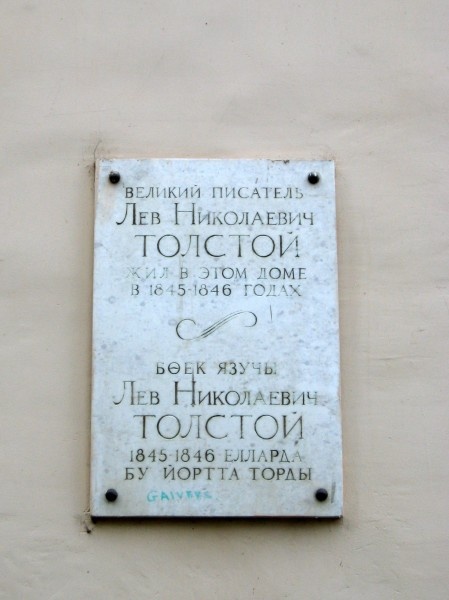 ВЕЛИКИЙ ПИСАТЕЛЬ
ЛЕВ НИКОЛАЕВИЧ
ТОЛСТОЙ
ЖИЛ В ЭТОМ ДОМЕ
В 1845-1846 ГОДАХ
БӨЕК ЯЗУЧЫ
ЛЕВ НИКОЛАЕВИЧ
ТОЛСТОЙ
1845-1846 ЕЛЛАРДА
БУ ЙОРТТА ТОРДЫ